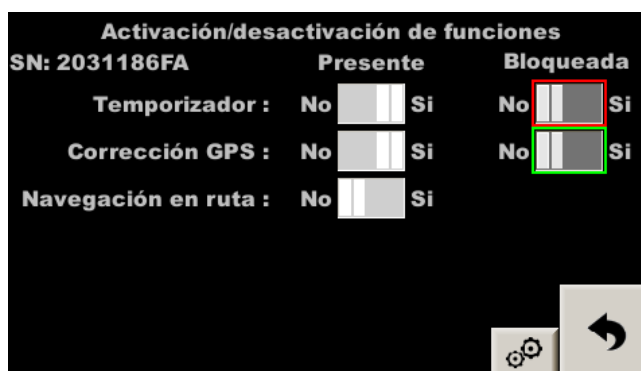 Activación/desactivación de funciones
SN: 2031186FA Presente Bloqueada
Temporizador : No Si No Si
Corrección GPS : No Si No Si
Navegación en ruta : No Si